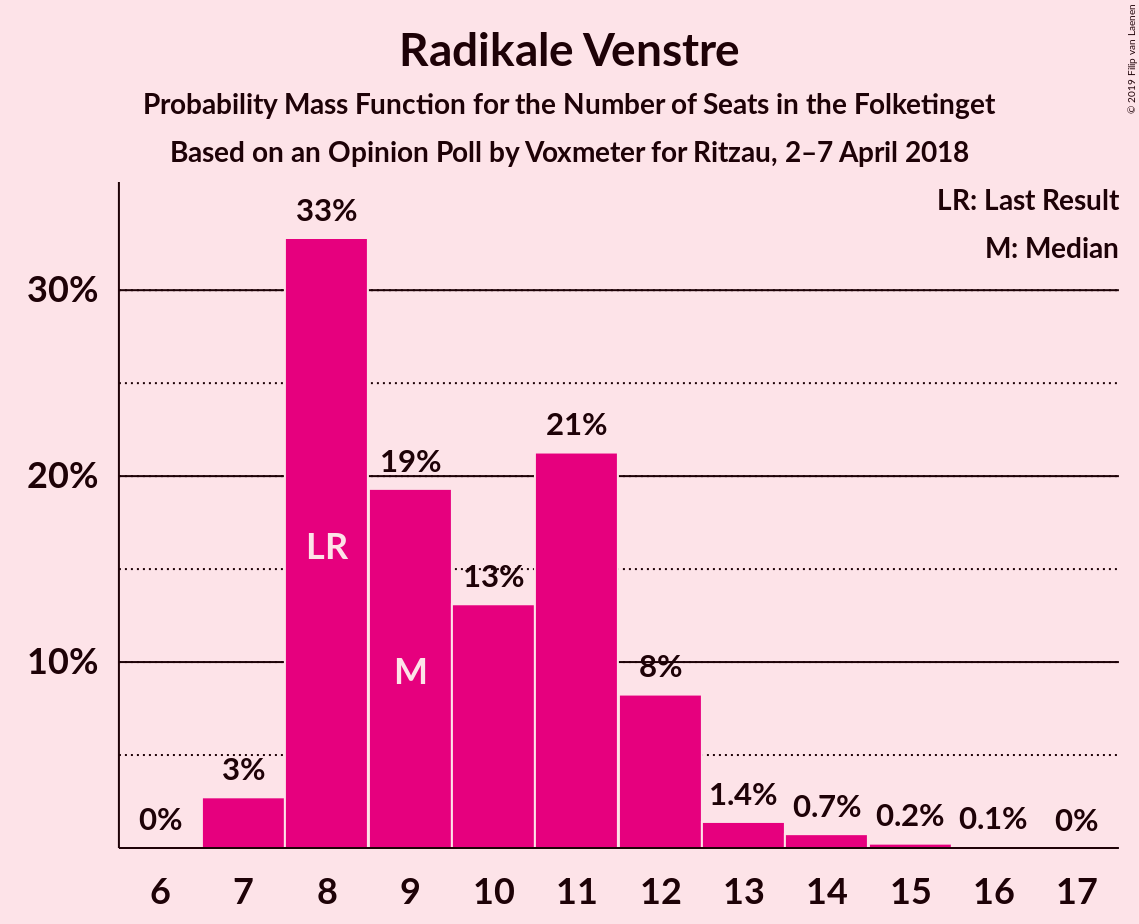 Radikale Venstre
Probability Mass Function for the Number of Seats in the Folketinget
Based on an Opinion Poll by Voxmeter for Ritzau, 2–7 April 2018
© 2019 Filip van Laenen
LR: Last Result
M: Median
30%
20%
10%
0%
3%
33%
19%
13%
21%
8%
1.4%
0.7%
0.2%
0.1%
0%
LR
M
6 7 8 9 10 11 12 13 14 15 16 17